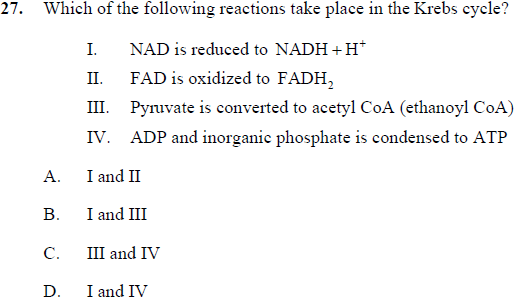 27. Which of the following reactions take place in the Krebs cycle?
I. NAD is reduced to NADH + H⁺
II. FAD is oxidized to FADH₂
III. Pyruvate is converted to acetyl CoA (ethanoyl CoA)
IV. ADP and inorganic phosphate is condensed to ATP
A. I and II
B. I and III
C. III and IV
D. I and IV